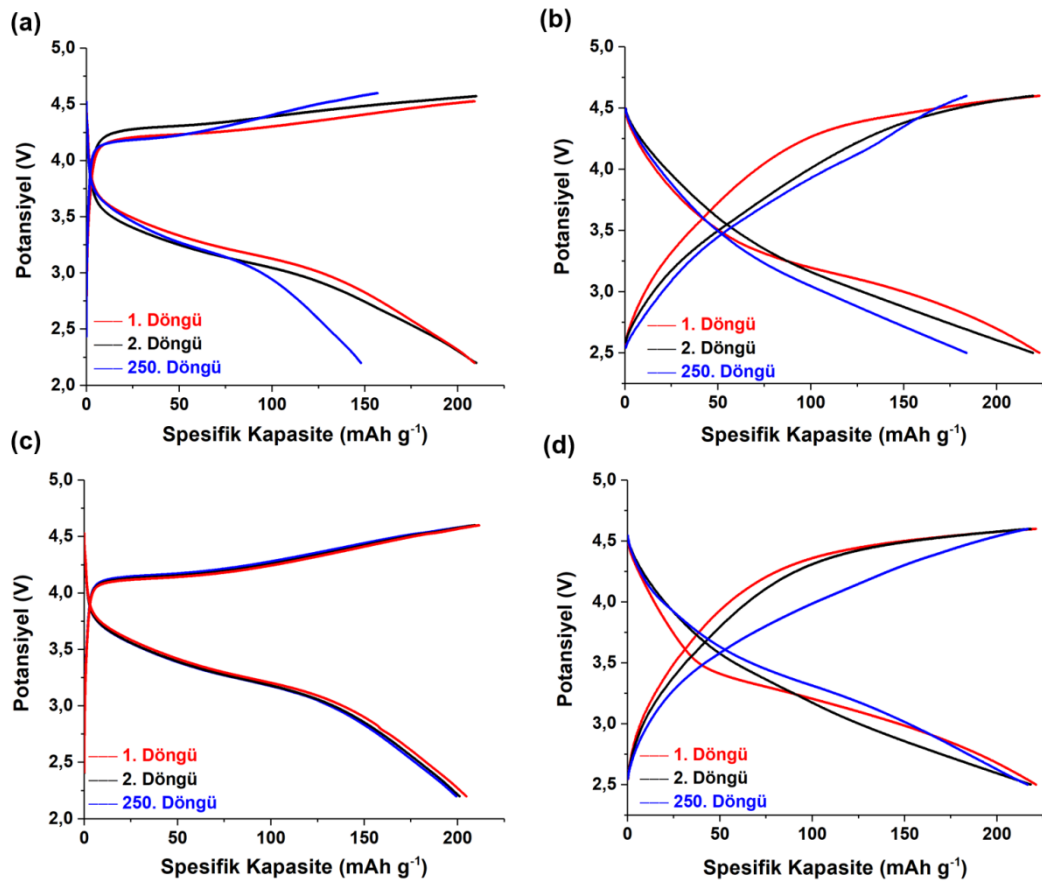 (a)
5,0
4,5
4,0
3,5
3,0
2,5
2,0
Potansiyel (V)
1. Döngü
2. Döngü
250. Döngü
0 50 100 150 200
Spesifik Kapasite (mAh g⁻¹)
(b)
5,0
4,5
4,0
3,5
3,0
2,5
Potansiyel (V)
1. Döngü
2. Döngü
250. Döngü
0 50 100 150 200
Spesifik Kapasite (mAh g⁻¹)
(c)
5,0
4,5
4,0
3,5
3,0
2,5
2,0
Potansiyel (V)
1. Döngü
2. Döngü
250. Döngü
0 50 100 150 200
Spesifik Kapasite (mAh g⁻¹)
(d)
5,0
4,5
4,0
3,5
3,0
2,5
Potansiyel (V)
1. Döngü
2. Döngü
250. Döngü
0 50 100 150 200
Spesifik Kapasite (mAh g⁻¹)